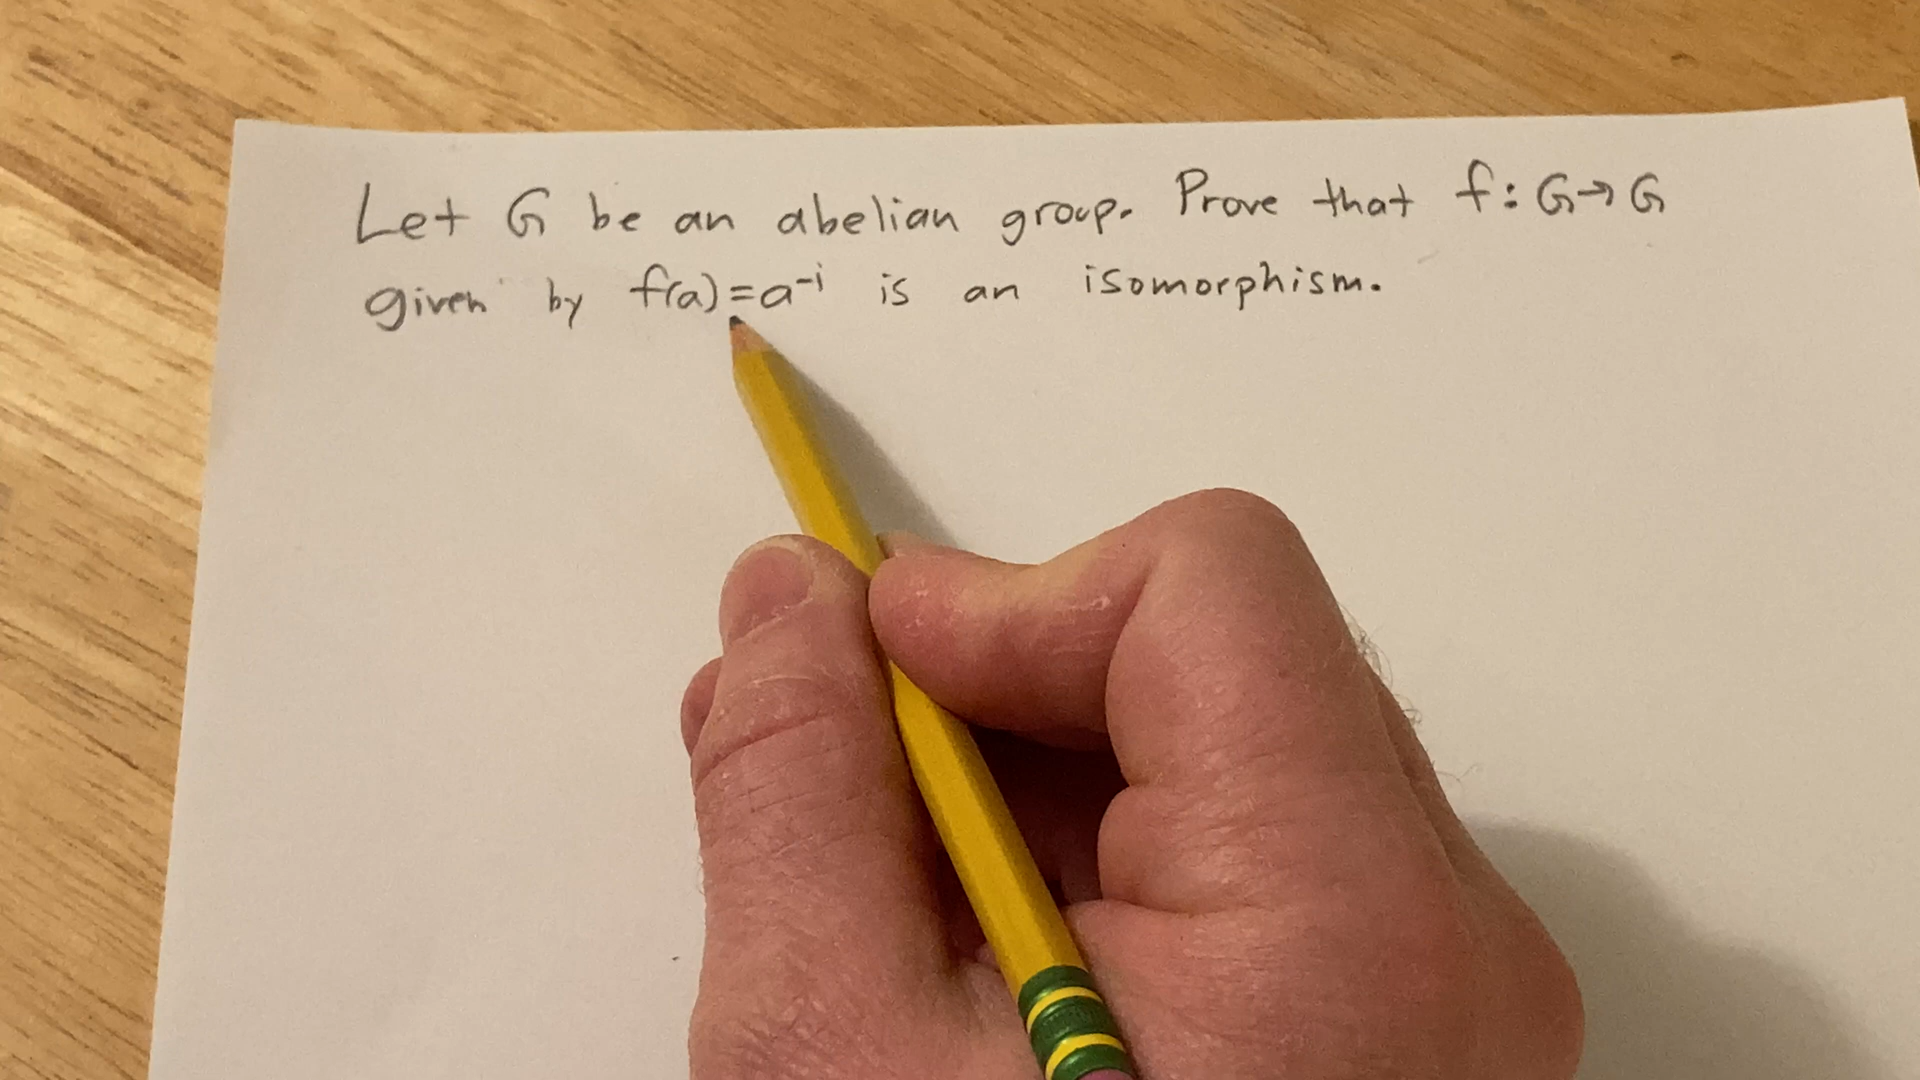 Let G be an abelian group. Prove that f: G→G
given by f(a)=a⁻¹ is an isomorphism.